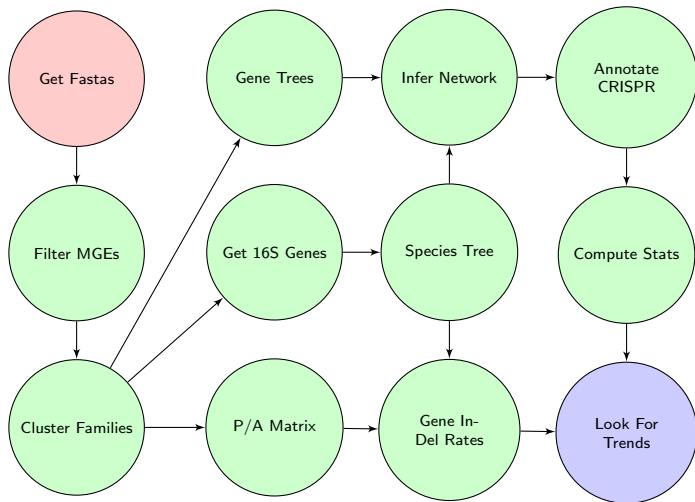 Get Fastas
Gene Trees
Infer Network
Annotate
CRISPR
Filter MGEs
Get 16S Genes
Species Tree
Compute Stats
Cluster Families
P/A Matrix
Gene In-
Del Rates
Look For
Trends